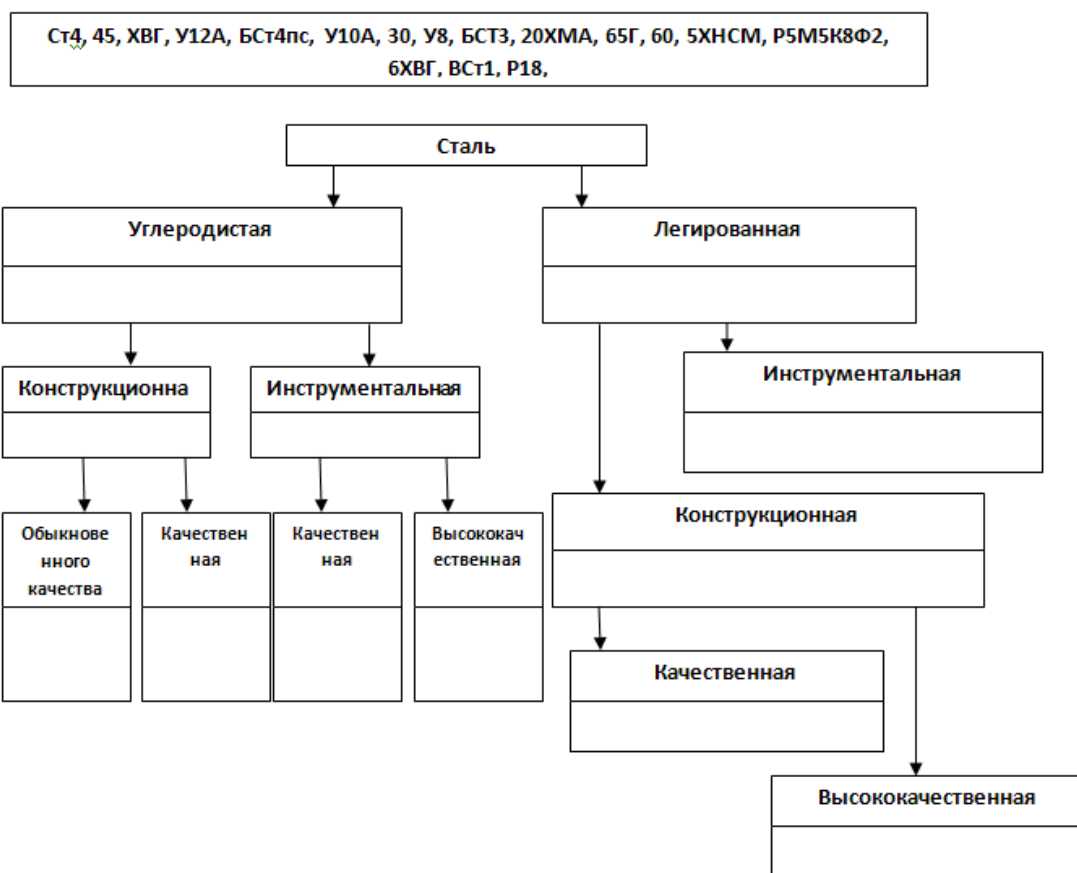 Ст4, 45, ХВГ, У12А, БСт4пс, У10А, 30, У8, БСТ3, 20ХМА, 65Г, 60, 5ХНСМ, Р5М5К8Ф2,
6ХВГ, ВСт1, Р18,
Сталь
Углеродистая
Легированная
Конструкционна
Инструментальная
Инструментальная
Обыкнове
нного
качества
Качествен
ная
Качествен
ная
Высококач
ественная
Конструкционная
Качественная
Высококачественная